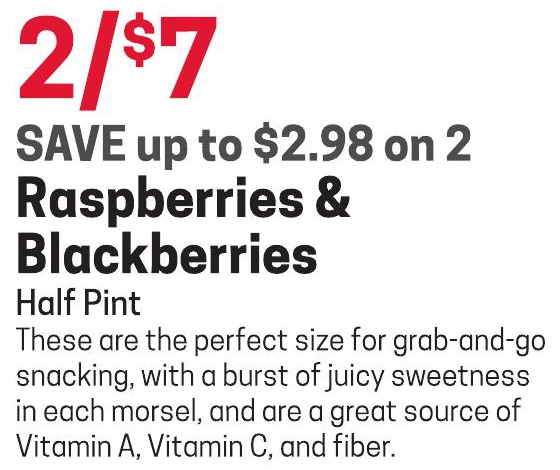 2/$7
SAVE up to $2.98 on 2
Raspberries &
Blackberries
Half Pint
These are the perfect size for grab-and-go
snacking, with a burst of juicy sweetness
in each morsel, and are a great source of
Vitamin A, Vitamin C, and fiber.